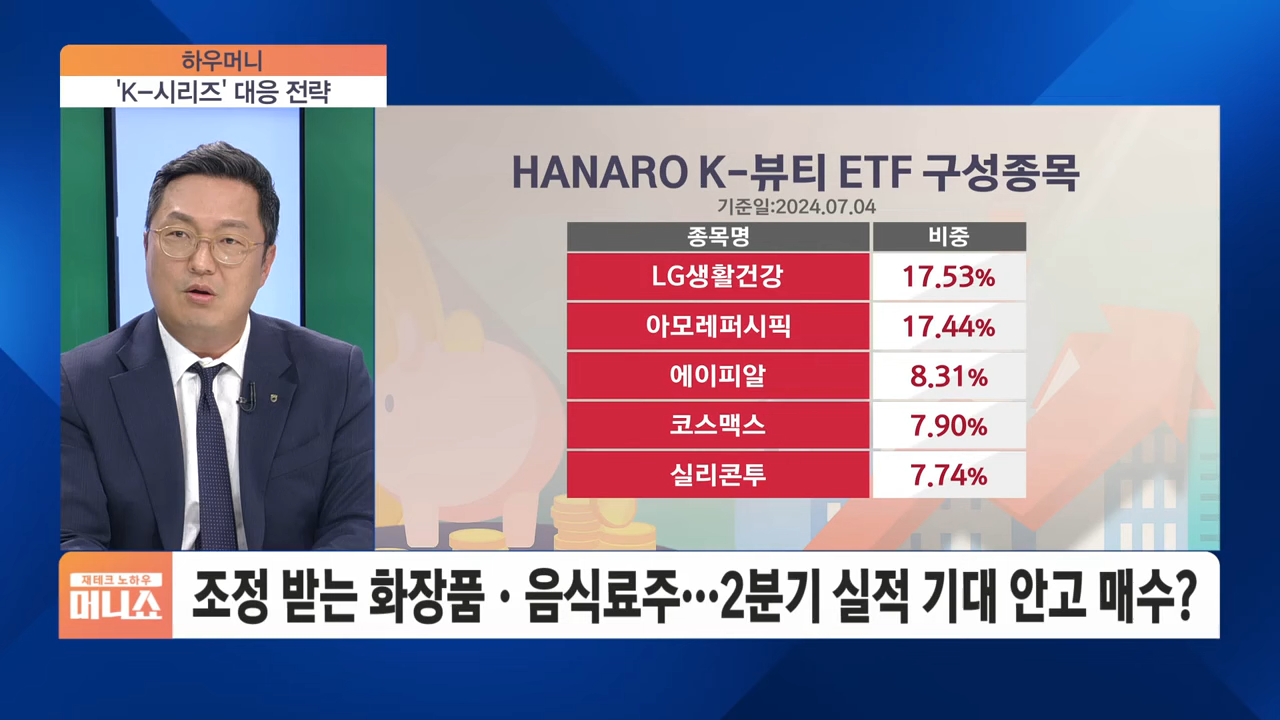 하우머니
'K-시리즈' 대응 전략
HANARO K-뷰티 ETF 구성종목
기준일:2024.07.04
종목명 비중
LG생활건강 17.53%
아모레퍼시픽 17.44%
에이피알 8.31%
코스맥스 7.90%
실리콘투 7.74%
재테크 노하우
머니쇼
조정 받는 화장품·음식료주…2분기 실적 기대 안고 매수?